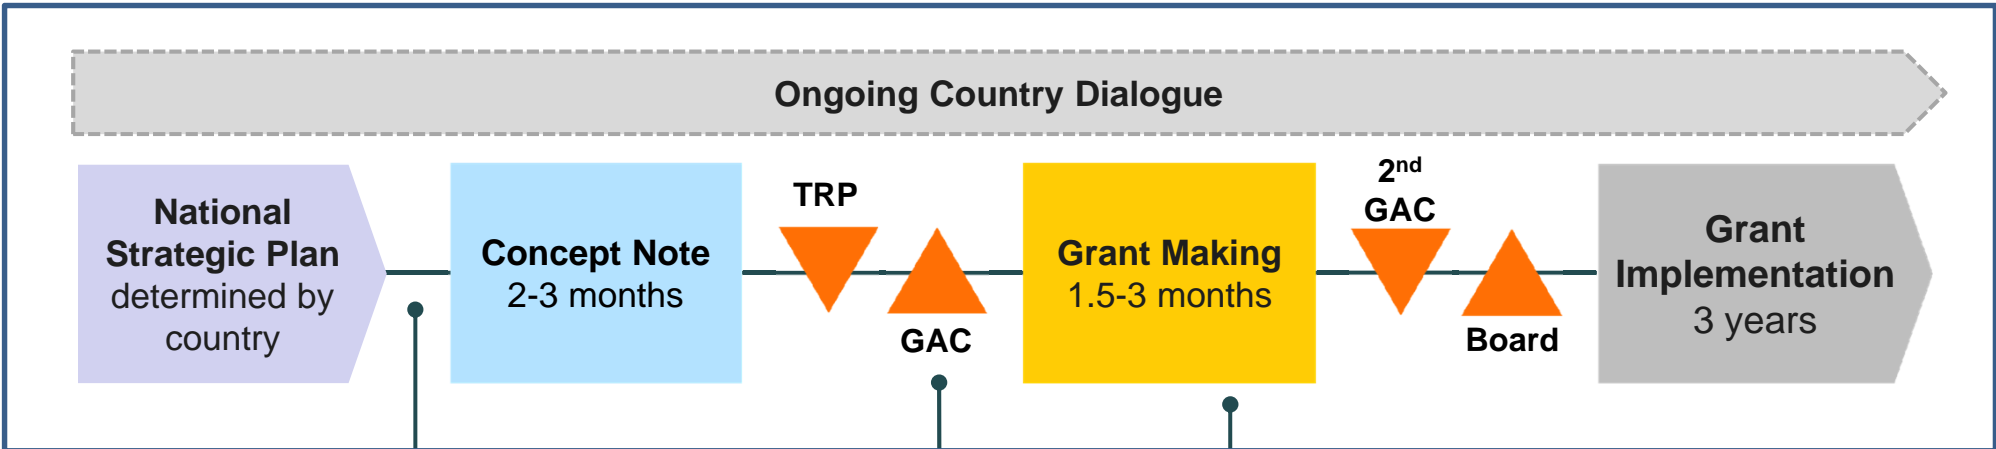 Ongoing Country Dialogue
National
Strategic Plan
determined by
country
Concept Note
2-3 months
TRP
GAC
Grant Making
1.5-3 months
2nd
GAC
Board
Grant
Implementation
3 years